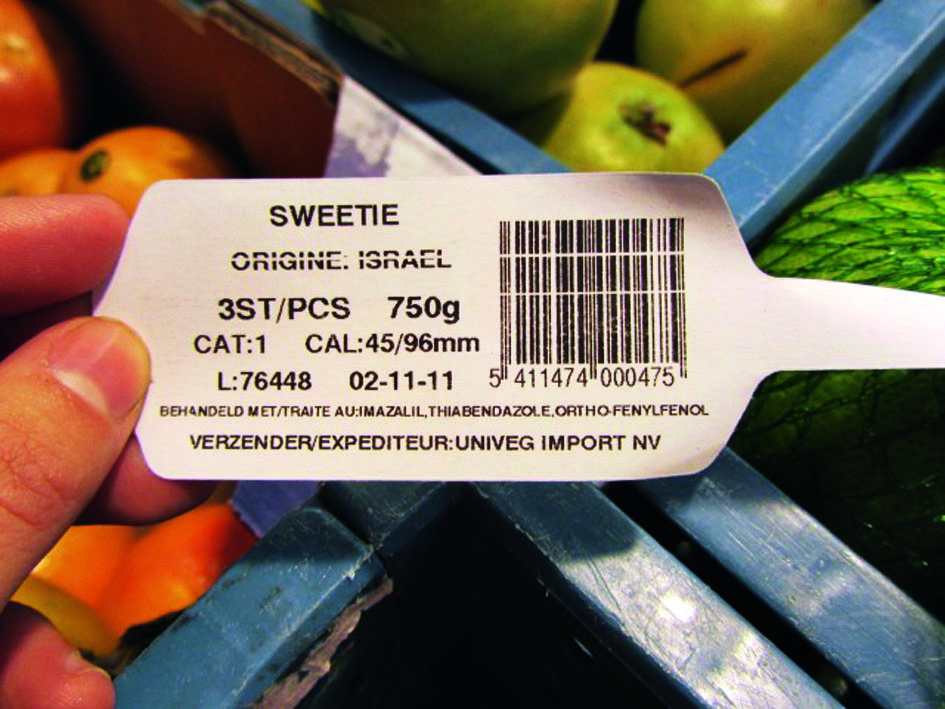 SWEETIE
ORIGINE: ISRAEL
3ST/PCS 750g
CAT:1 CAL:45/96mm
L:76448 02-11-11
5 411474 000475
BEHANDELD MET/TRAITE AU:IMAZALIL,THIABENDAZOLE,ORTHO-FENYLFENOL
VERZENDER/EXPEDITEUR:UNIVEG IMPORT NV